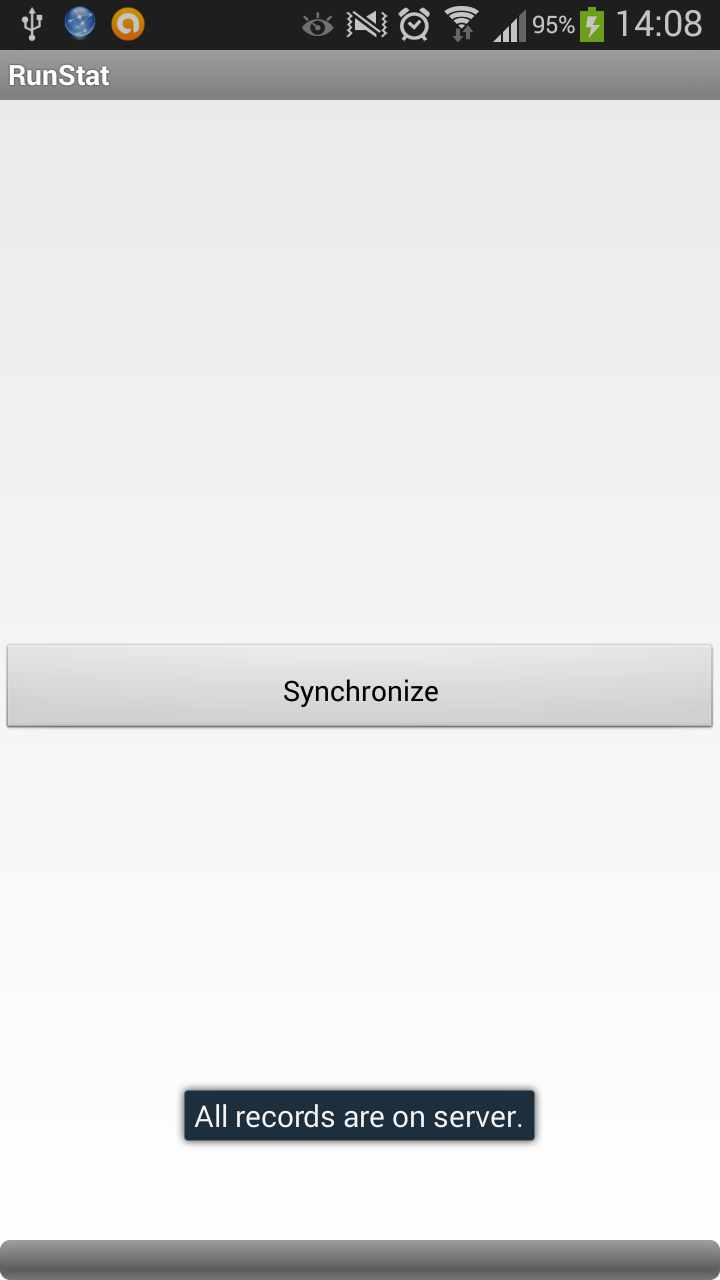 95% 14:08
RunStat
Synchronize
All records are on server.